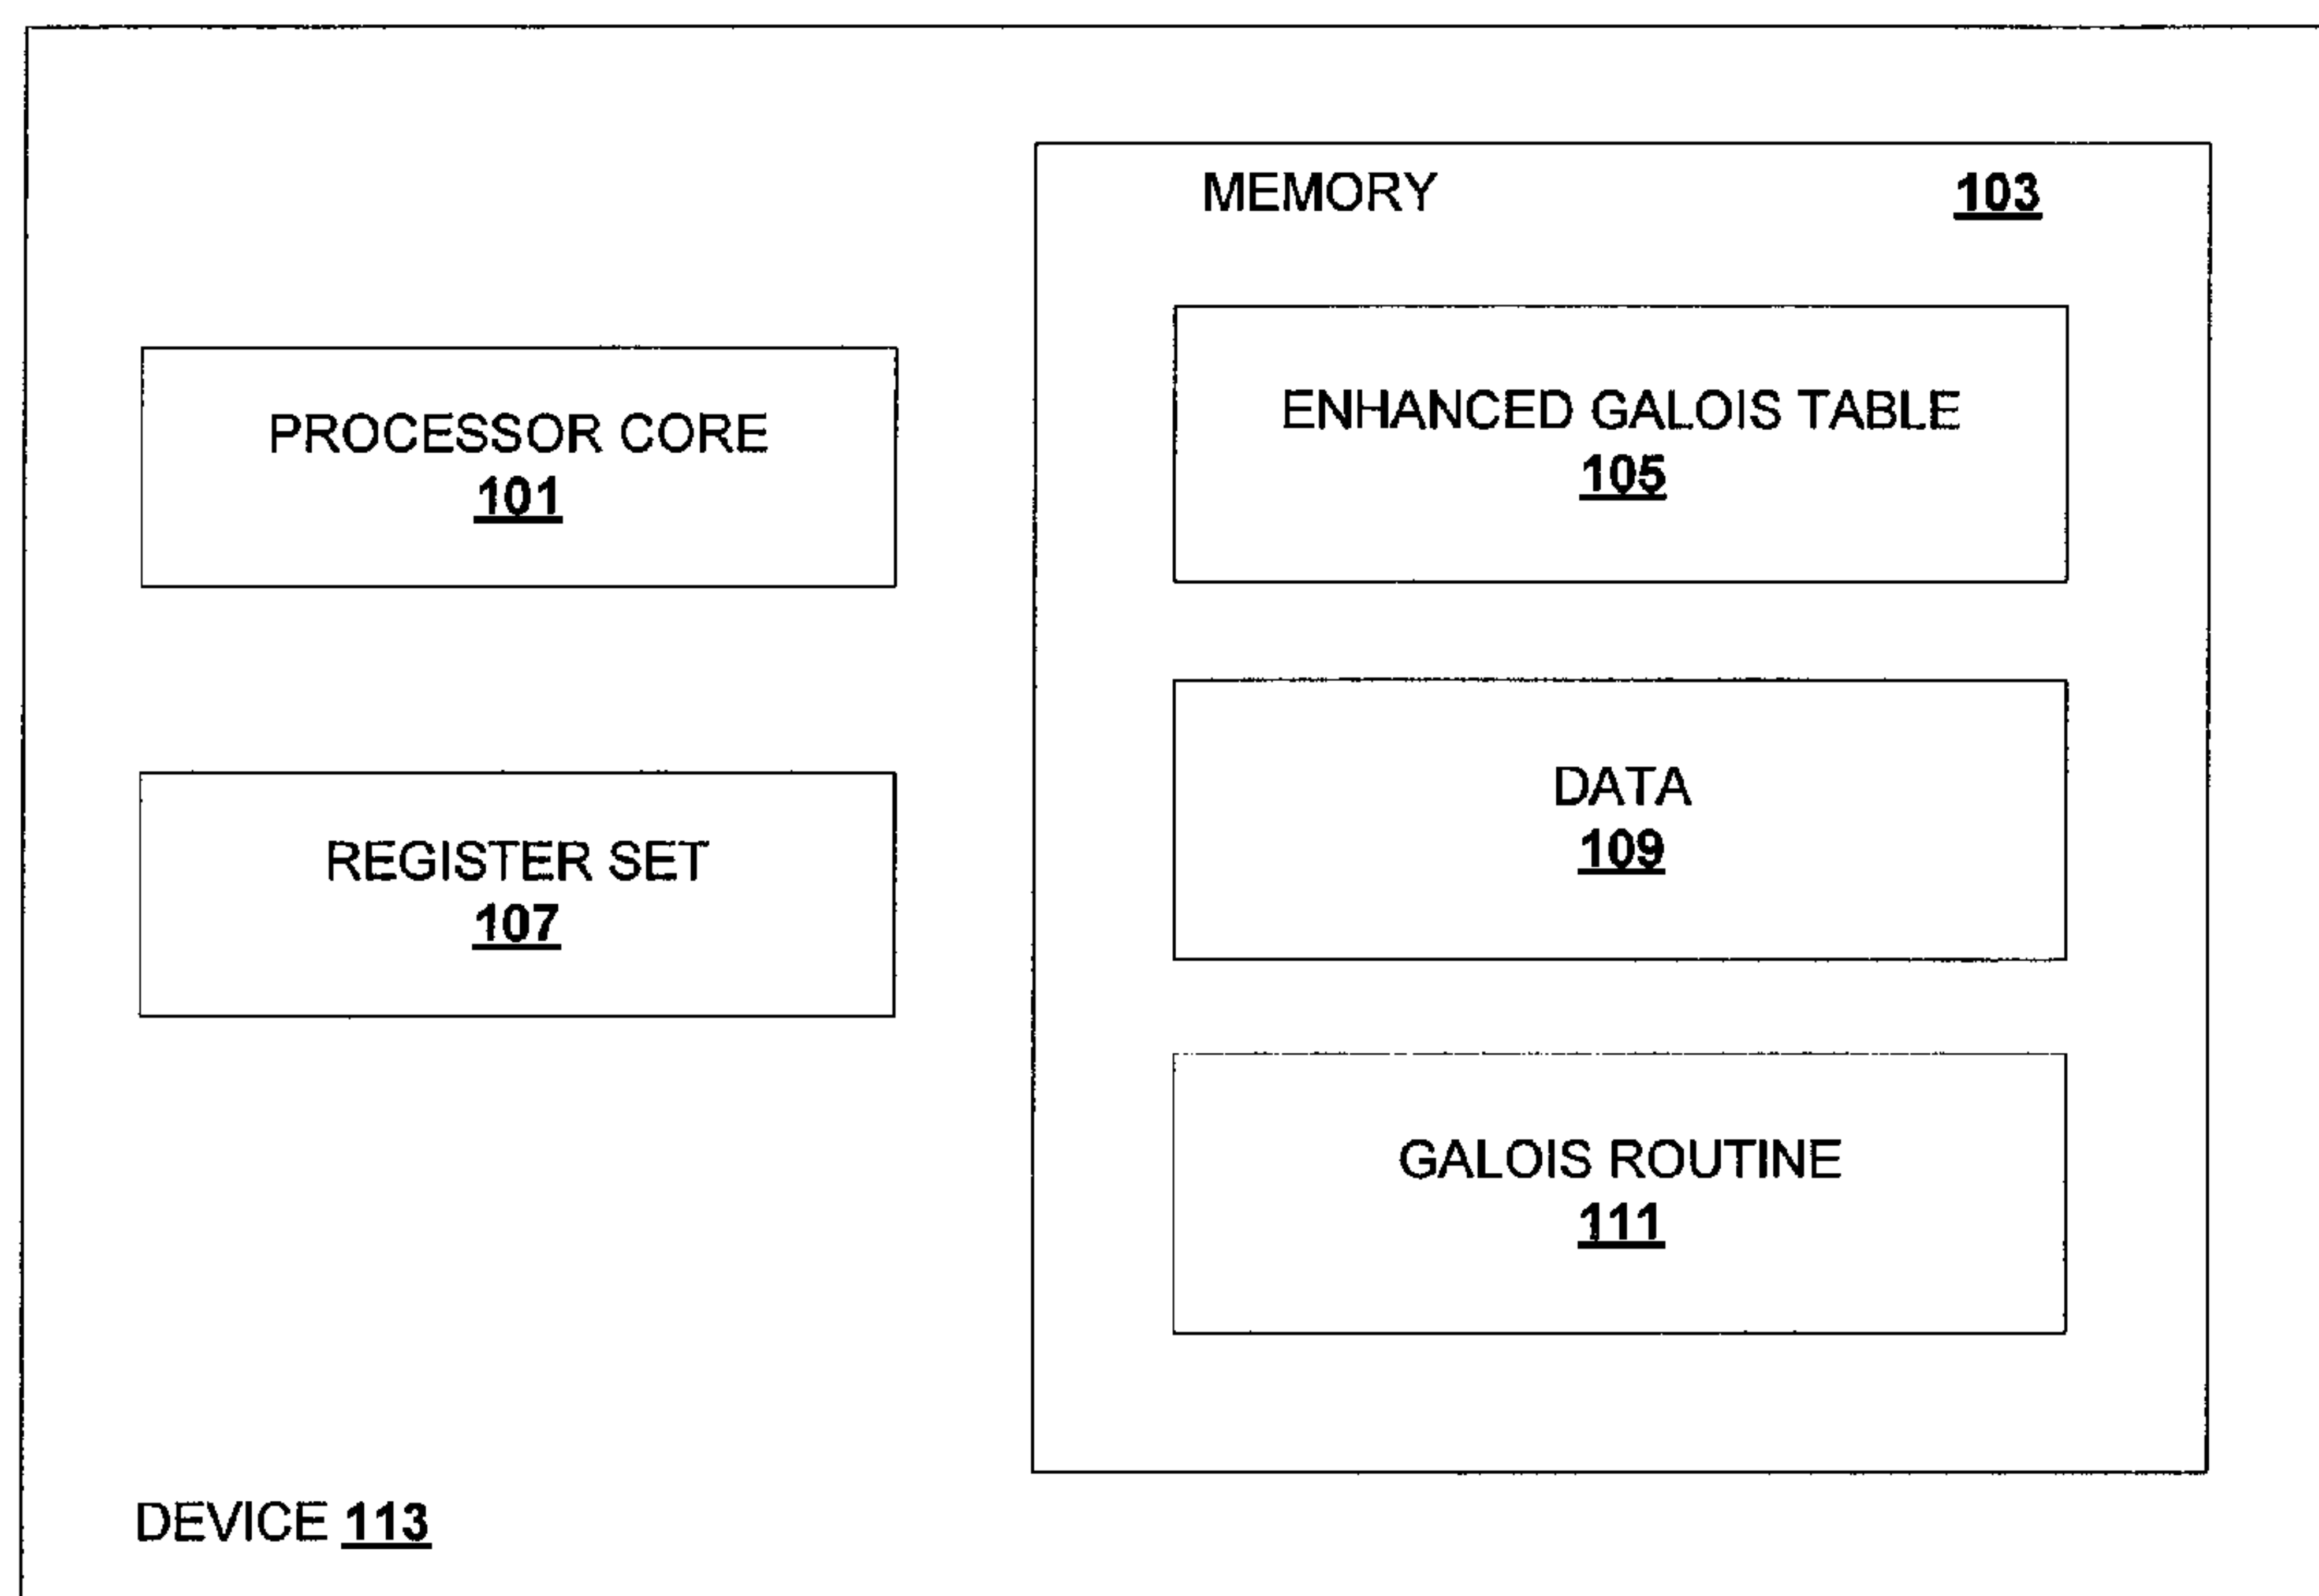 MEMORY 103
ENHANCED GALOIS TABLE
105
PROCESSOR CORE
101
DATA
109
REGISTER SET
107
GALOIS ROUTINE
111
DEVICE 113